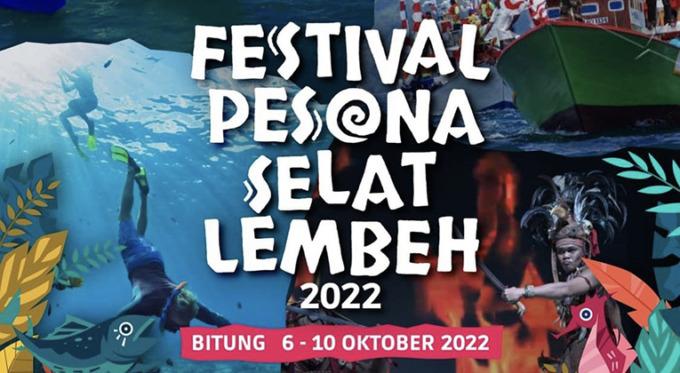 FESTIVAL
PESONA
SELAT
LEMBEH
2022
BITUNG 6 - 10 OKTOBER 2022